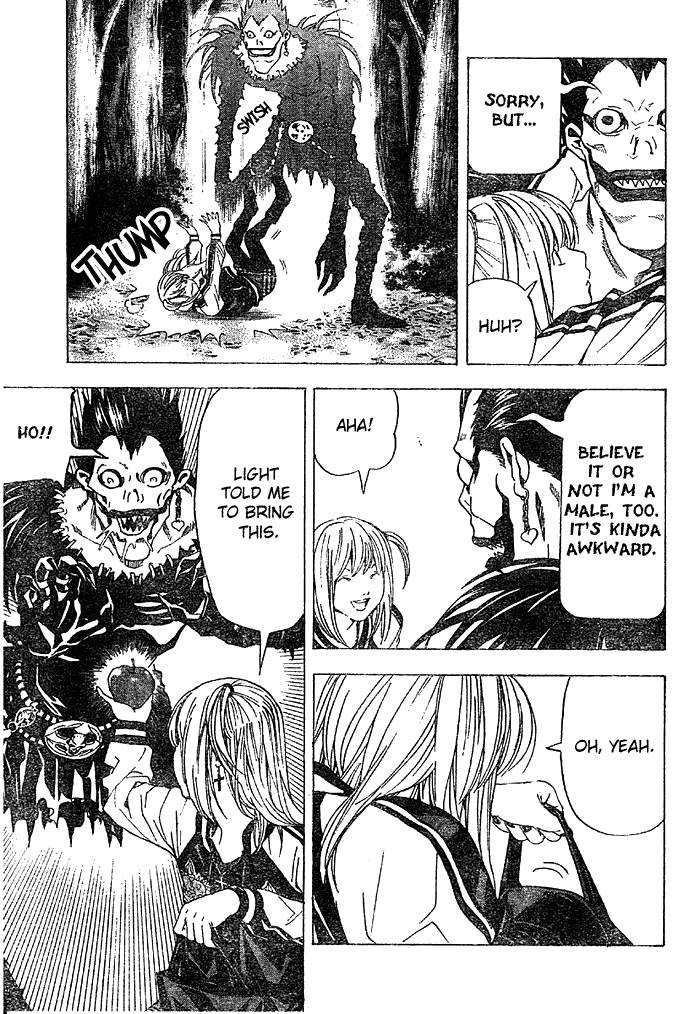 SORRY,
BUT...
HUH?
SWISH
THUMP
BELIEVE
IT OR
NOT I'M A
MALE, TOO.
IT'S KINDA
AWKWARD.
AHA!
HO!!
LIGHT
TOLD ME
TO BRING
THIS.
OH, YEAH.